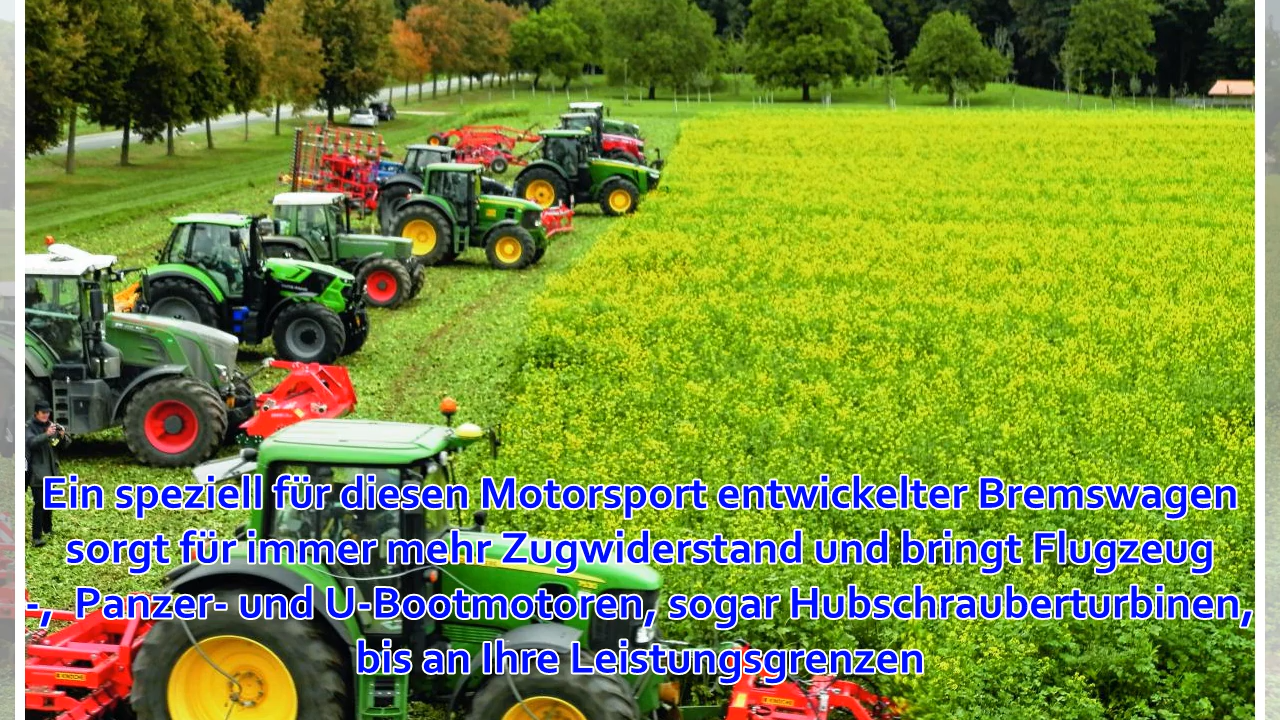 Ein speziell für diesen Motorsport entwickelter Bremswagen
sorgt für immer mehr Zugwiderstand und bringt Flugzeug
-, Panzer- und U-Bootmotoren, sogar Hubschrauberturbinen,
bis an Ihre Leistungsgrenzen